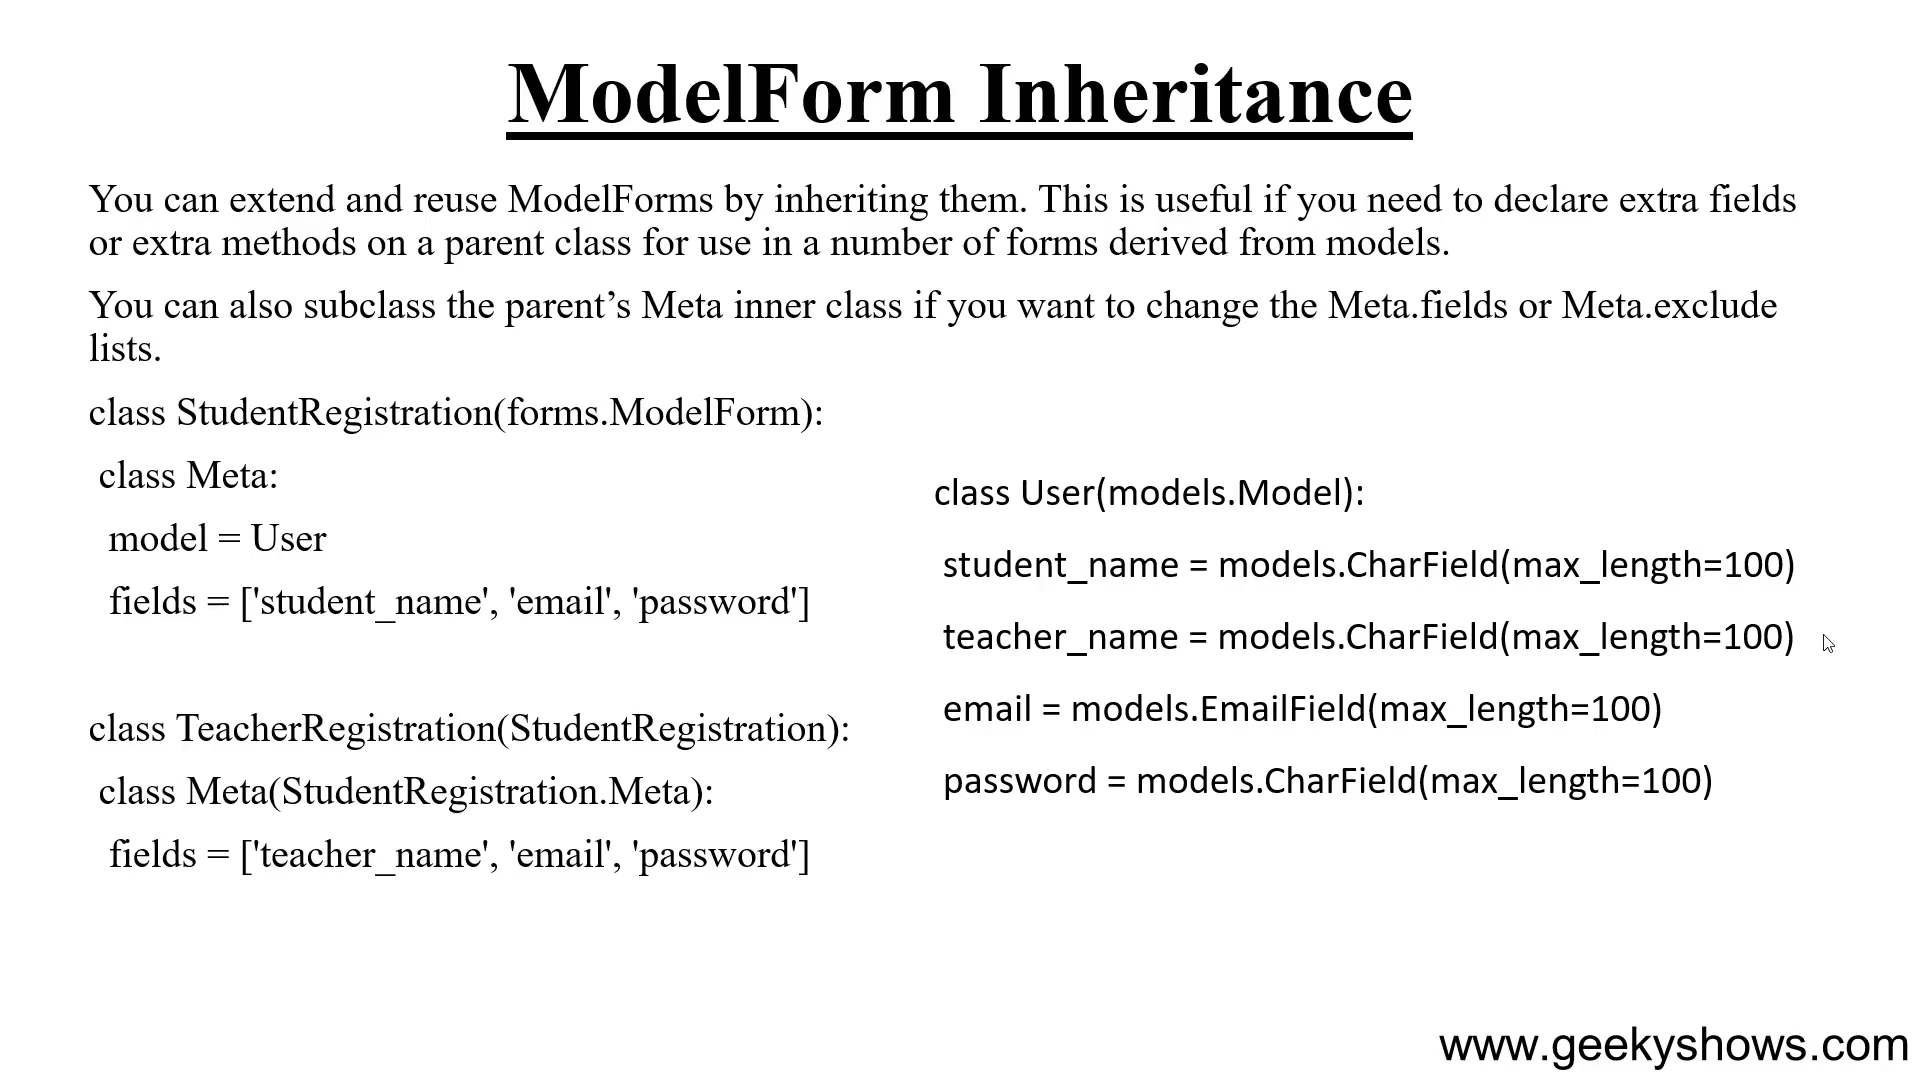 ModelForm Inheritance
You can extend and reuse ModelForms by inheriting them. This is useful if you need to declare extra fields
or extra methods on a parent class for use in a number of forms derived from models.
You can also subclass the parent’s Meta inner class if you want to change the Meta.fields or Meta.exclude
lists.
class StudentRegistration(forms.ModelForm):
class Meta:
model = User
fields = ['student_name', 'email', 'password']
class TeacherRegistration(StudentRegistration):
class Meta(StudentRegistration.Meta):
fields = ['teacher_name', 'email', 'password']
class User(models.Model):
student_name = models.CharField(max_length=100)
teacher_name = models.CharField(max_length=100)
email = models.EmailField(max_length=100)
password = models.CharField(max_length=100)
www.geekyshows.com